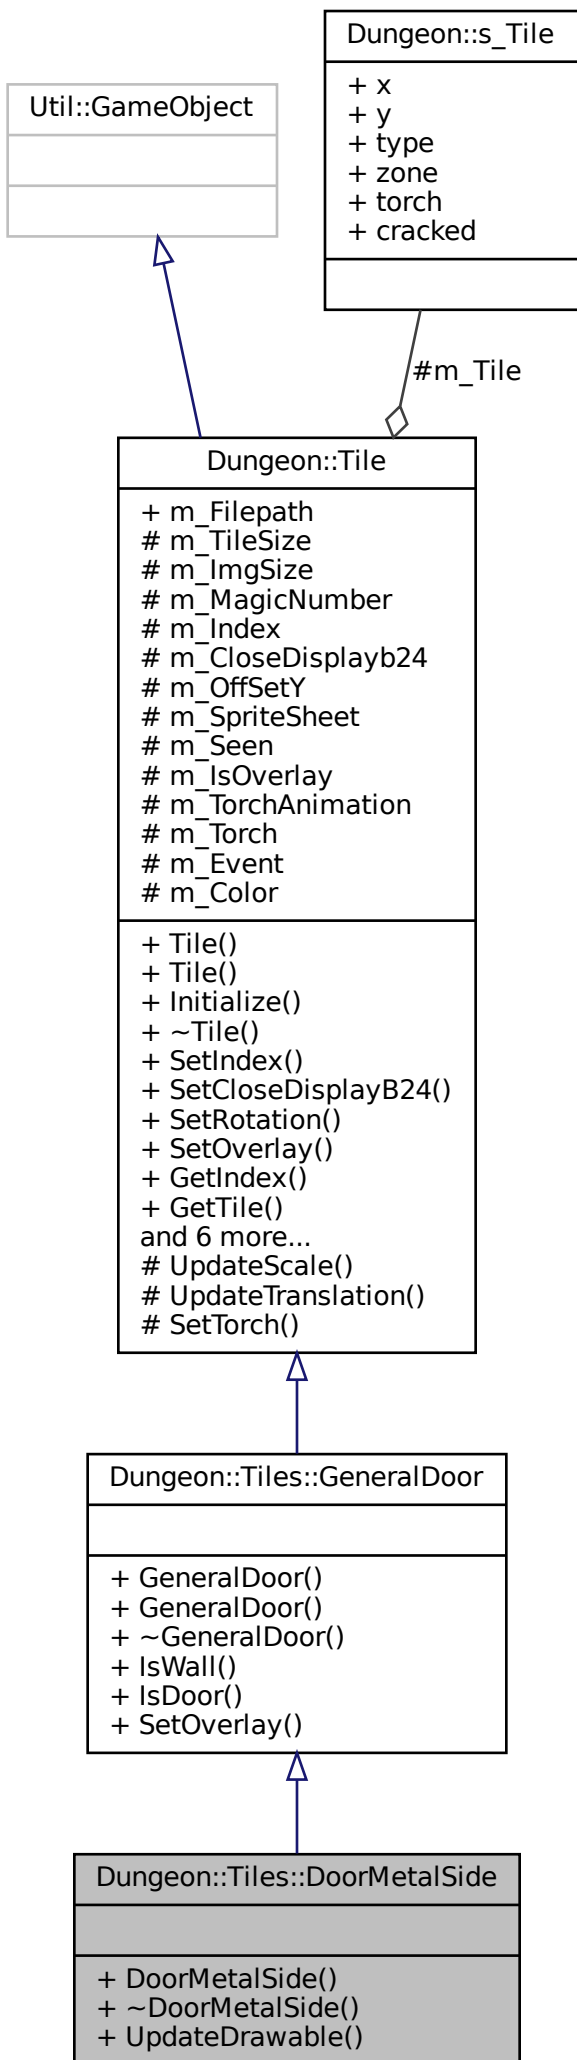 Dungeon::s_Tile
+ x
+ y
+ type
+ zone
+ torch
+ cracked
Util::GameObject
#m_Tile
Dungeon::Tile
+ m_Filepath
# m_TileSize
# m_ImgSize
# m_MagicNumber
# m_Index
# m_CloseDisplayb24
# m_OffSetY
# m_SpriteSheet
# m_Seen
# m_IsOverlay
# m_TorchAnimation
# m_Torch
# m_Event
# m_Color
+ Tile()
+ Tile()
+ Initialize()
+ ~Tile()
+ SetIndex()
+ SetCloseDisplayB24()
+ SetRotation()
+ SetOverlay()
+ GetIndex()
+ GetTile()
and 6 more...
# UpdateScale()
# UpdateTranslation()
# SetTorch()
Dungeon::Tiles::GeneralDoor
+ GeneralDoor()
+ GeneralDoor()
+ ~GeneralDoor()
+ IsWall()
+ IsDoor()
+ SetOverlay()
Dungeon::Tiles::DoorMetalSide
+ DoorMetalSide()
+ ~DoorMetalSide()
+ UpdateDrawable()